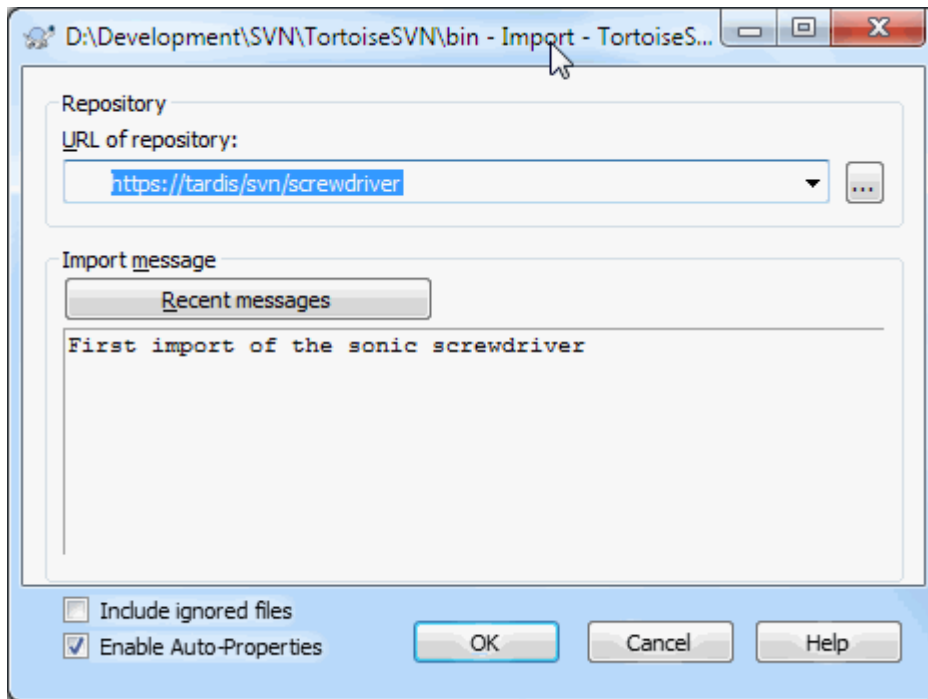 D:\Development\SVN\TortoiseSVN\bin - Import - TortoiseS...
Repository
URL of repository:
https://tardis/svn/screwdriver
...
Import message
Recent messages
First import of the sonic screwdriver
Include ignored files
Enable Auto-Properties
OK Cancel Help